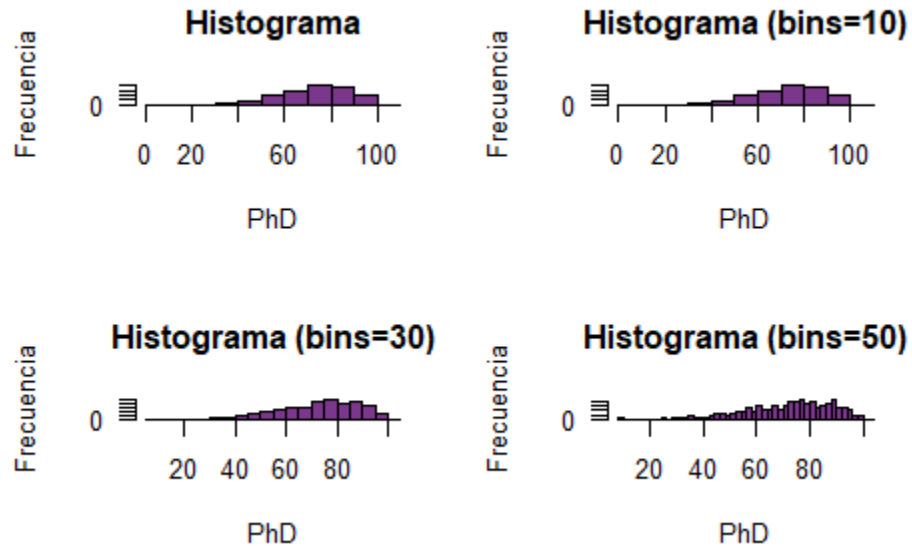 Histograma
Frecuencia
0
0 20 60 100
PhD
Histograma (bins=10)
Frecuencia
0
0 20 60 100
PhD
Histograma (bins=30)
Frecuencia
0
20 40 60 80
PhD
Histograma (bins=50)
Frecuencia
0
20 40 60 80
PhD